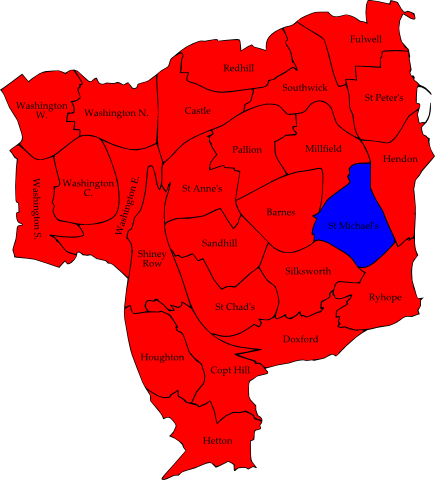 Fulwell
Redhill
Southwick
St Peter's
Washington
W.
Washington N.
Castle
Pallion
Millfield
Hendon
Washington S.
Washington
C.
Washington E.
St Anne's
Barnes
St Michael's
Shiney
Row
Sandhill
Silksworth
Ryhope
St Chad's
Doxford
Houghton
Copt Hill
Hetton